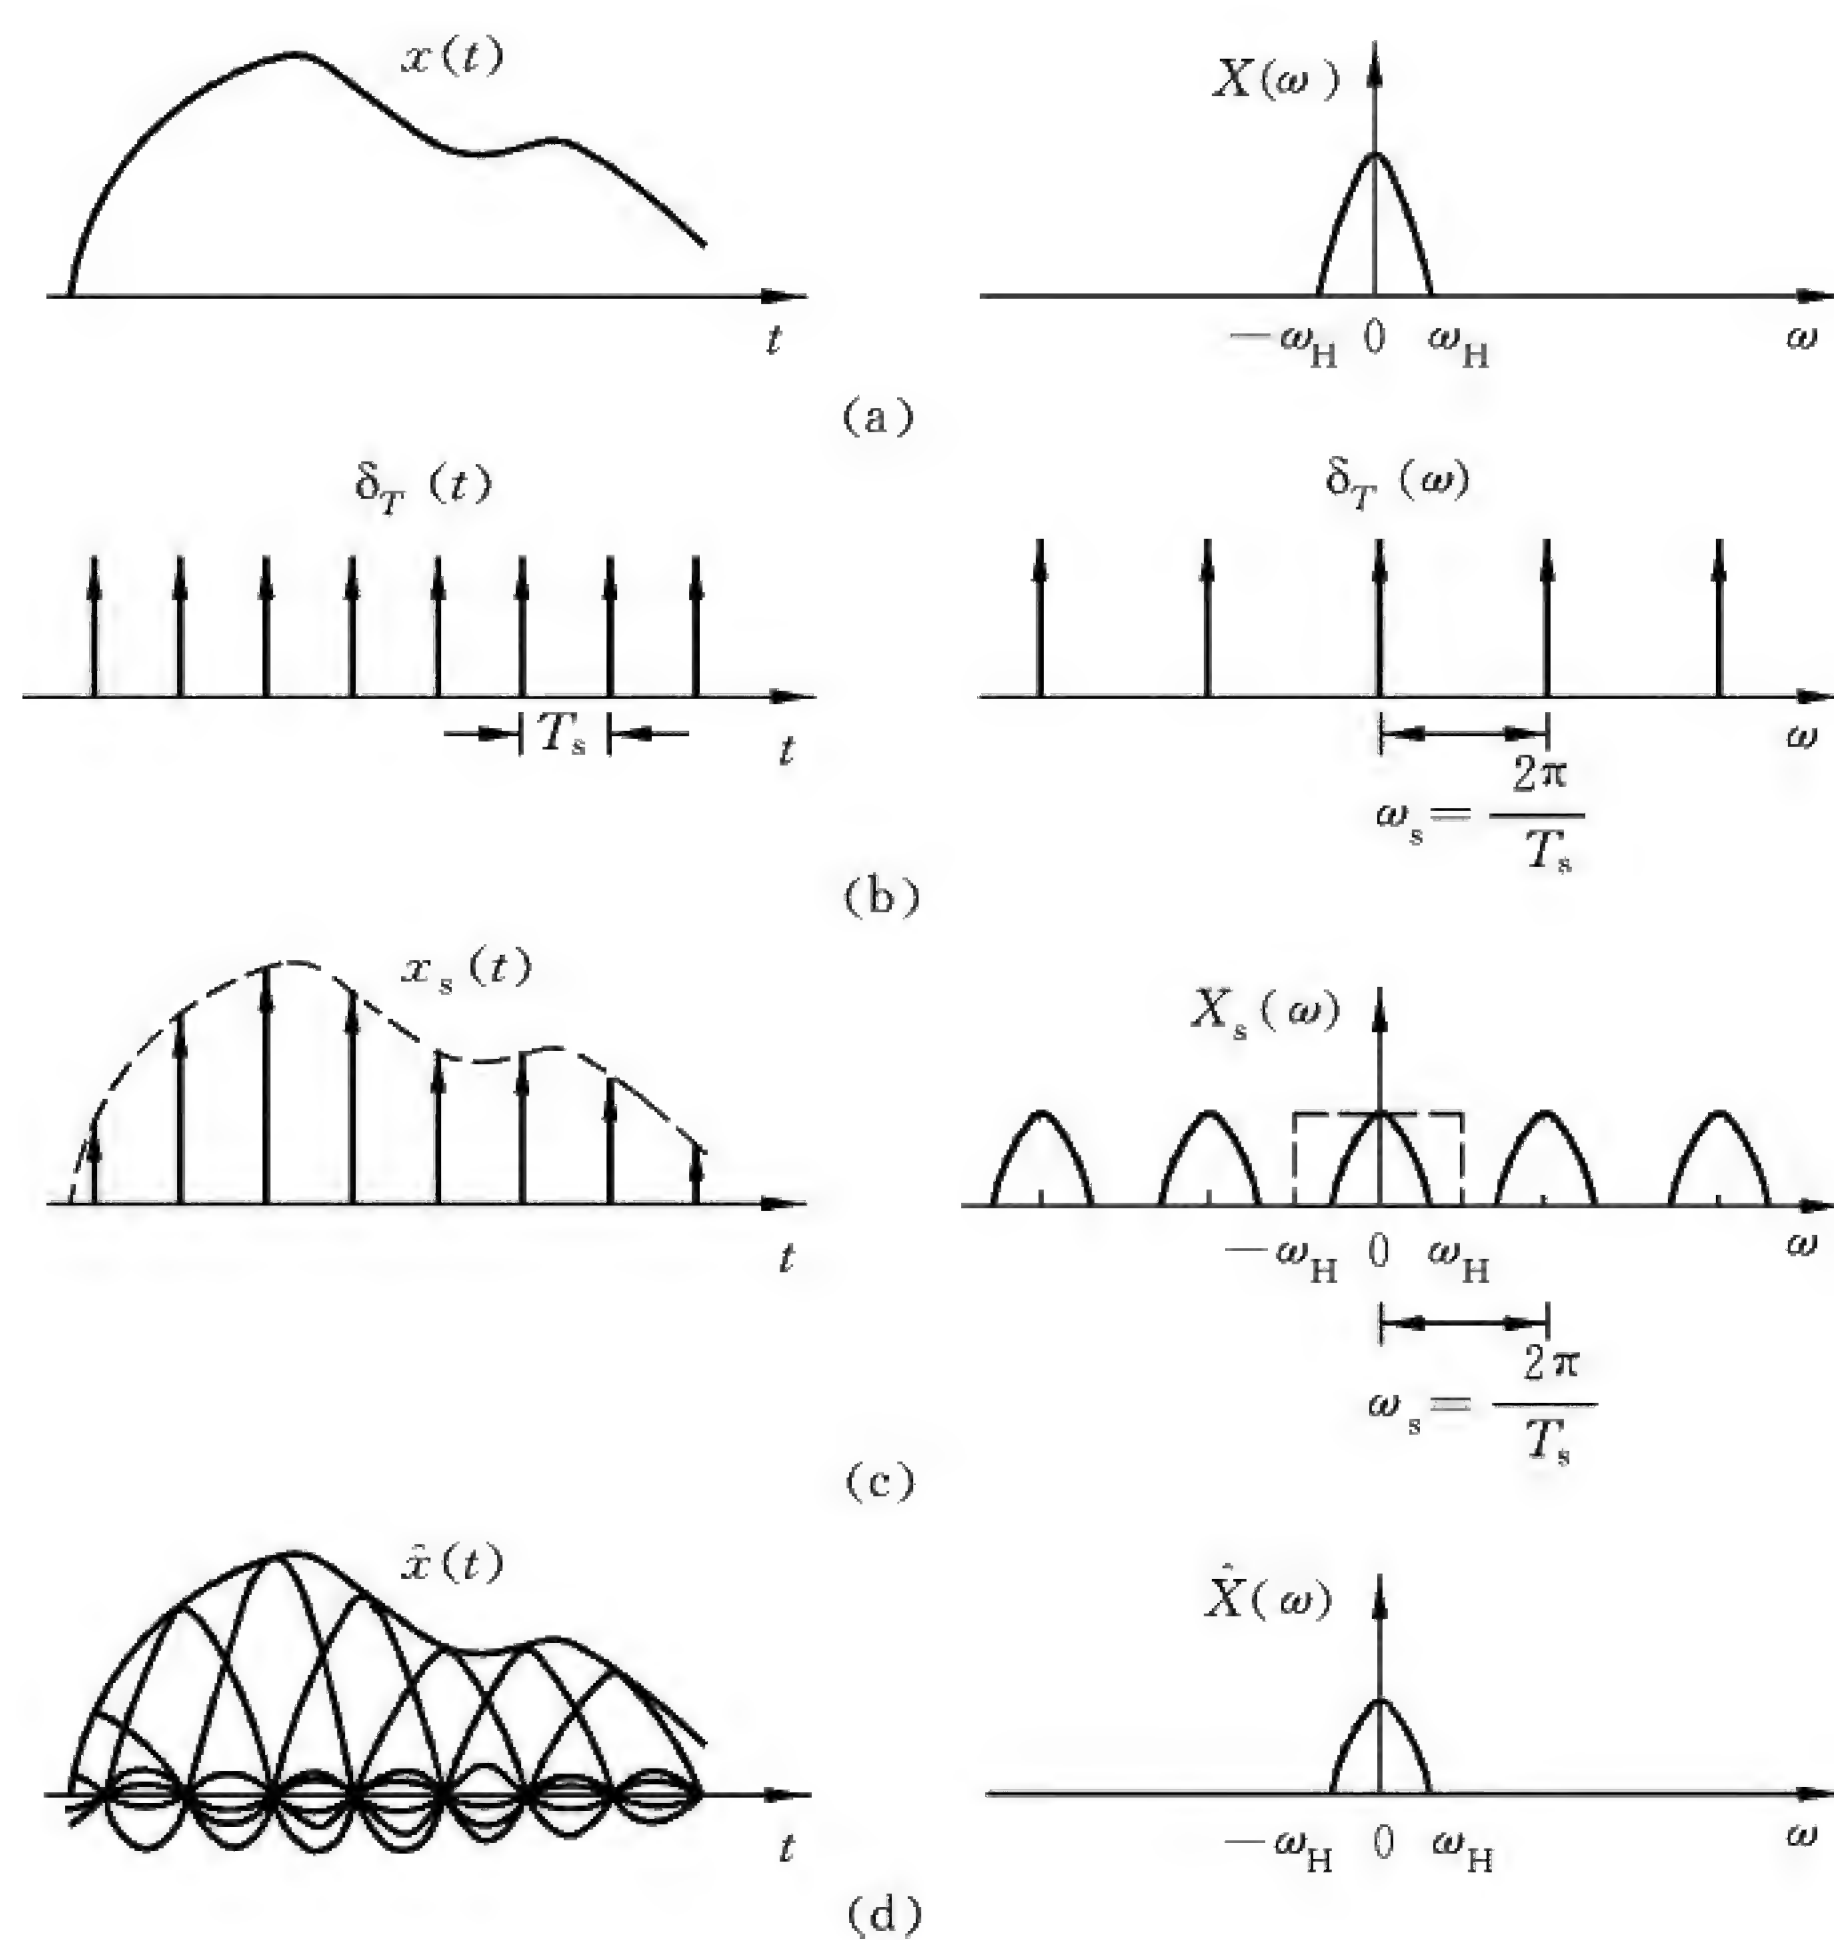 x(t)
X(ω)
t
−ω_H 0 ω_H ω
(a)
δ_T (t)
δ_T (ω)
T_s t
ω
ω_s= 2π/T_s
(b)
x_s(t)
X_s(ω)
t
−ω_H 0 ω_H ω
ω_s= 2π/T_s
(c)
x̂(t)
X̂(ω)
t
−ω_H 0 ω_H ω
(d)